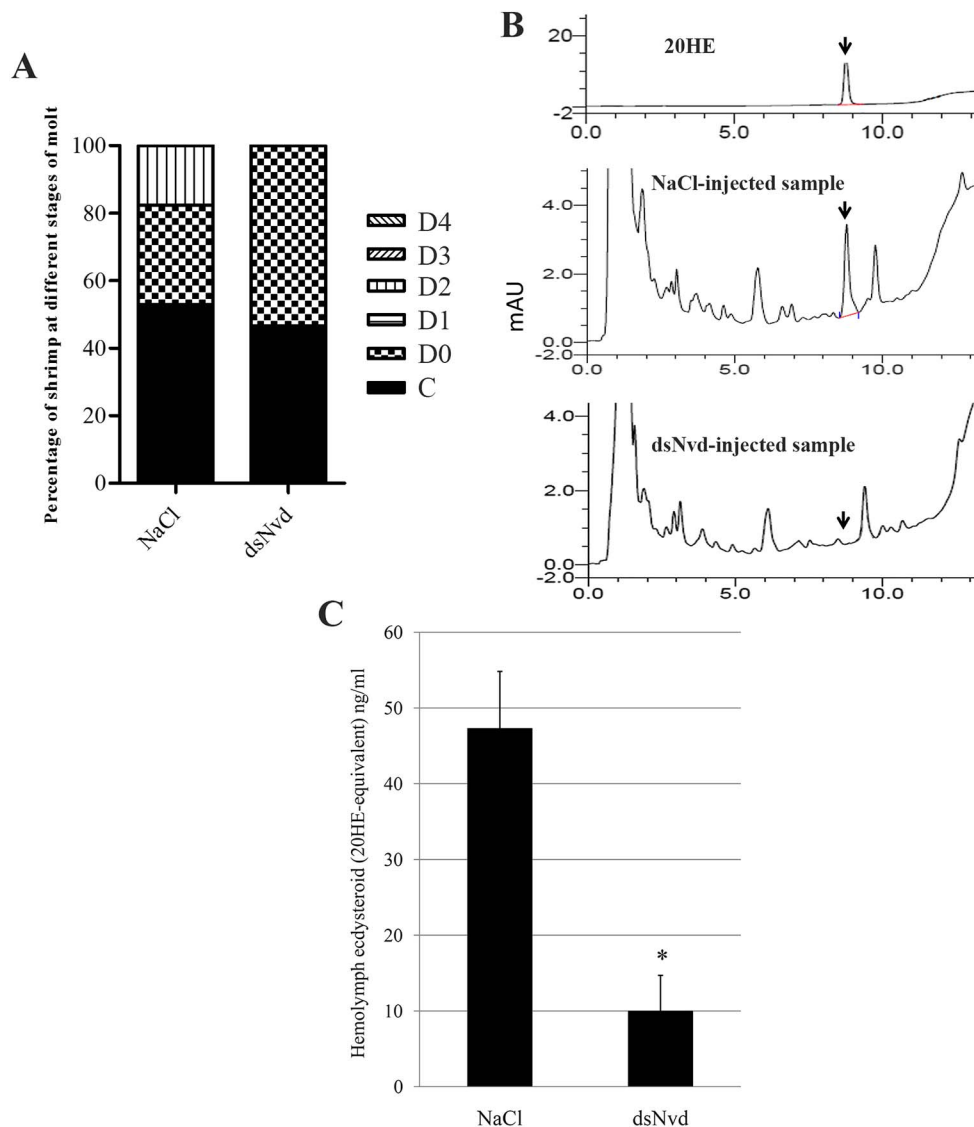 A
Percentage of shrimp at different stages of molt
100
80
60
40
20
0
NaCl
dsNvd
D4
D3
D2
D1
D0
C
B
20HE
20
-2
0.0
5.0
10.0
NaCl-injected sample
mAU
4.0
2.0
0.0
-2.0
0.0
5.0
10.0
dsNvd-injected sample
4.0
2.0
0.0
-2.0
0.0
5.0
10.0
C
Hemolymph ecdysteroid (20HE-equivalent) ng/ml
60
50
40
30
20
10
0
*
NaCl
dsNvd